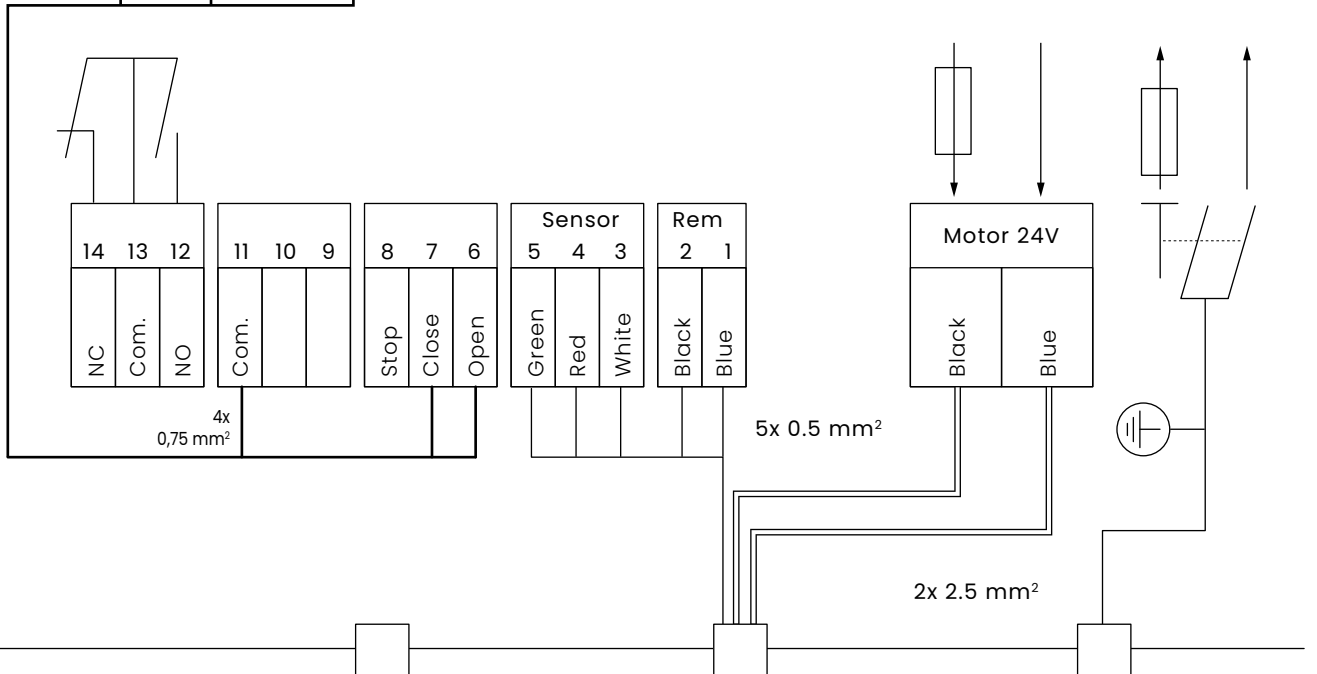 Sensor
Rem
Motor 24V
14 13 12
11 10 9
8 7 6
5 4 3
2 1
NC
Com.
NO
Com.
Stop
Close
Open
Green
Red
White
Black
Blue
Black
Blue
4x
0,75 mm²
5x 0.5 mm²
2x 2.5 mm²